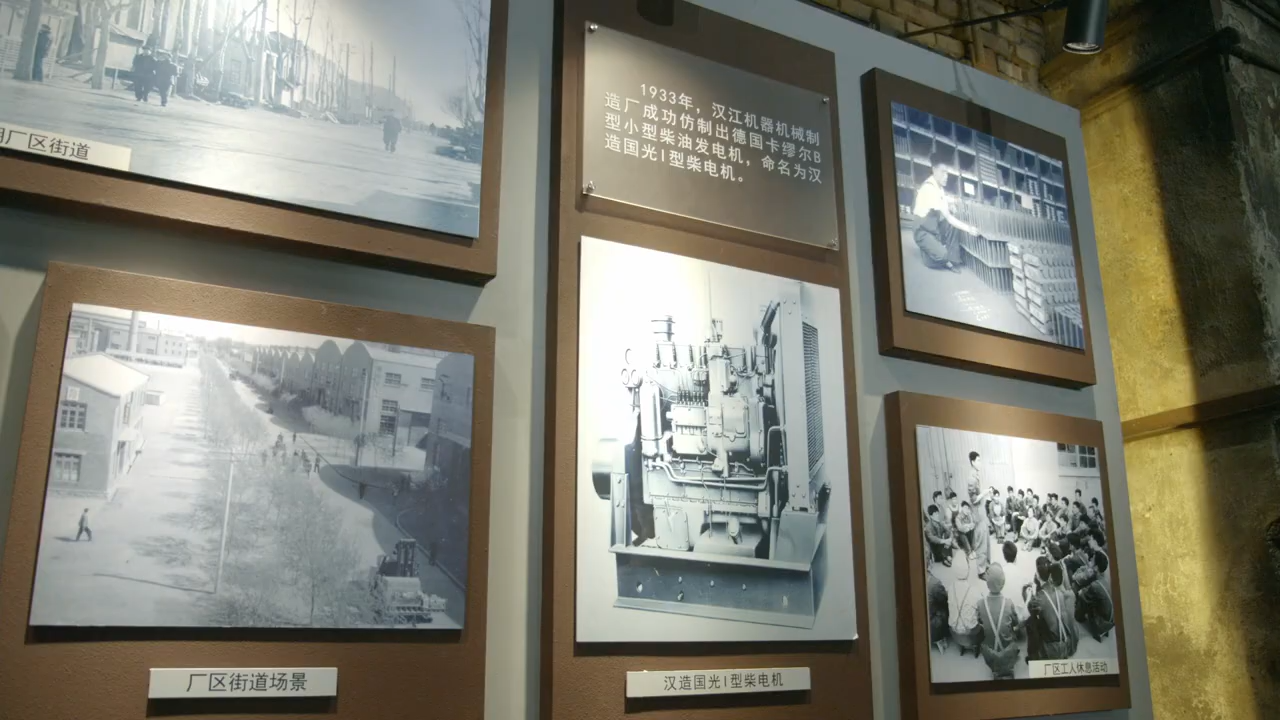 厂区街道
1933年，汉江机器机械制
造厂成功仿制出德国卡缪尔B
型小型柴油发电机，命名为汉
造国光I型柴电机。
厂区街道场景
汉造国光I型柴电机
厂区工人休息活动